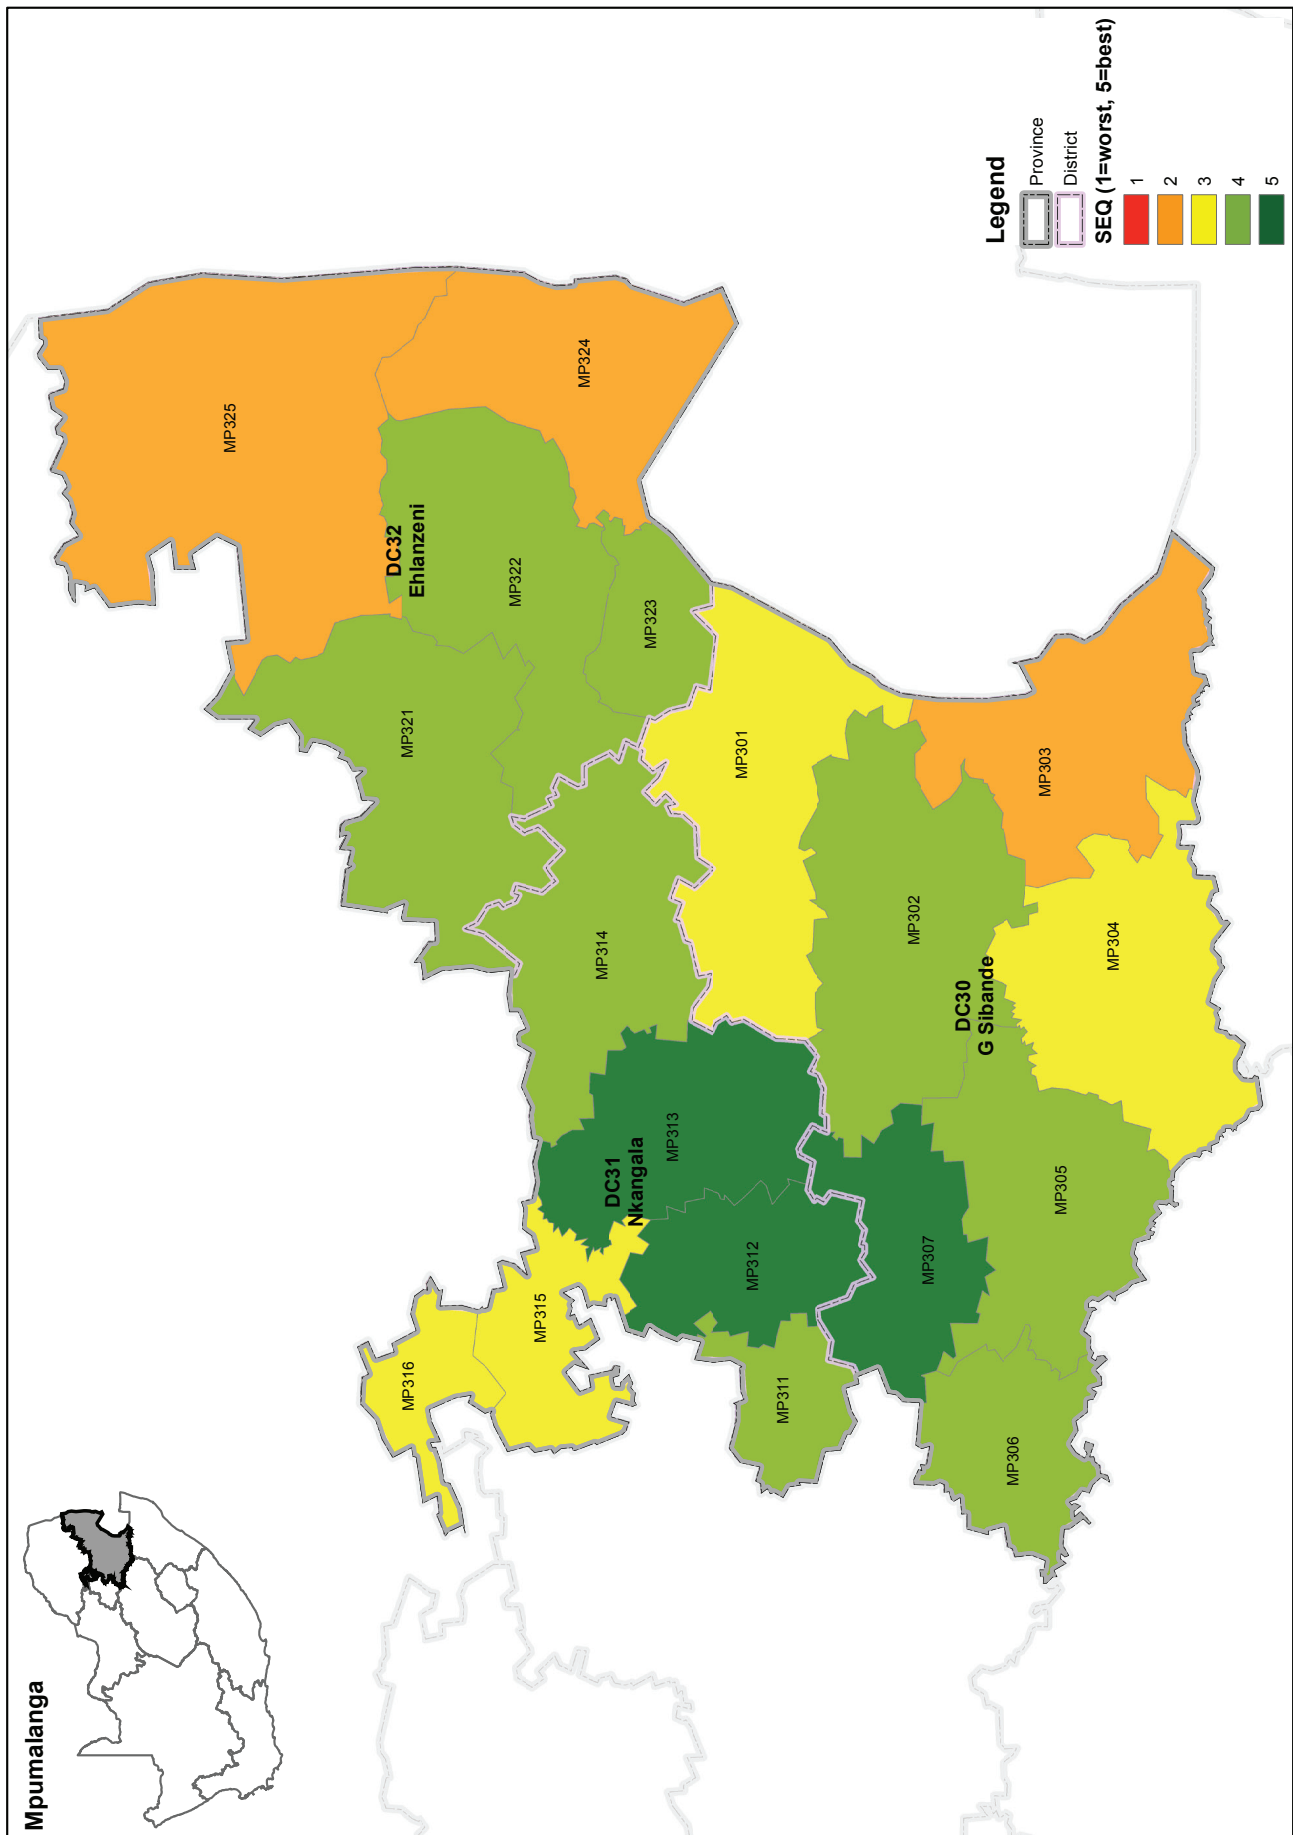 Mpumalanga
MP325
MP324
DC32
Ehlanzeni
MP322
MP323
MP321
MP301
MP303
MP314
MP302
MP304
DC30
G Sibande
MP313
DC31
Nkangala
MP305
MP312
MP307
MP315
MP316
MP311
MP306
Legend
Province
District
SEQ (1=worst, 5=best)
1
2
3
4
5